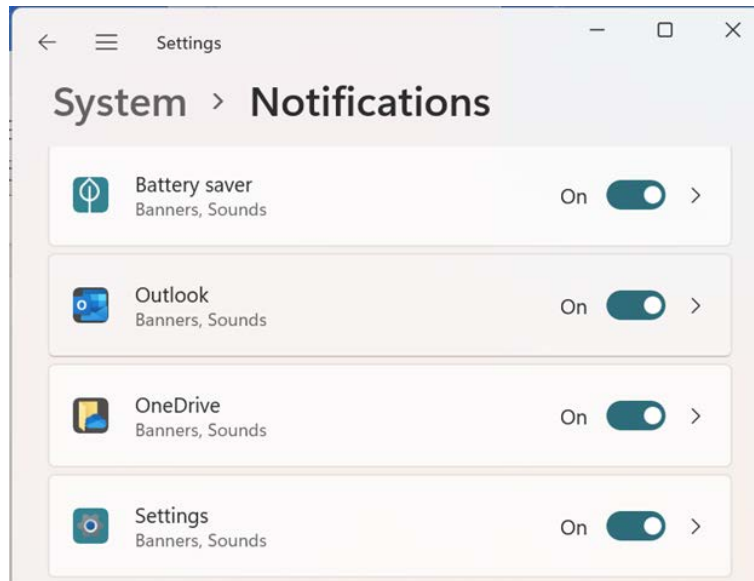 Settings
System > Notifications
Battery saver
Banners, Sounds
On
Outlook
Banners, Sounds
On
OneDrive
Banners, Sounds
On
Settings
Banners, Sounds
On